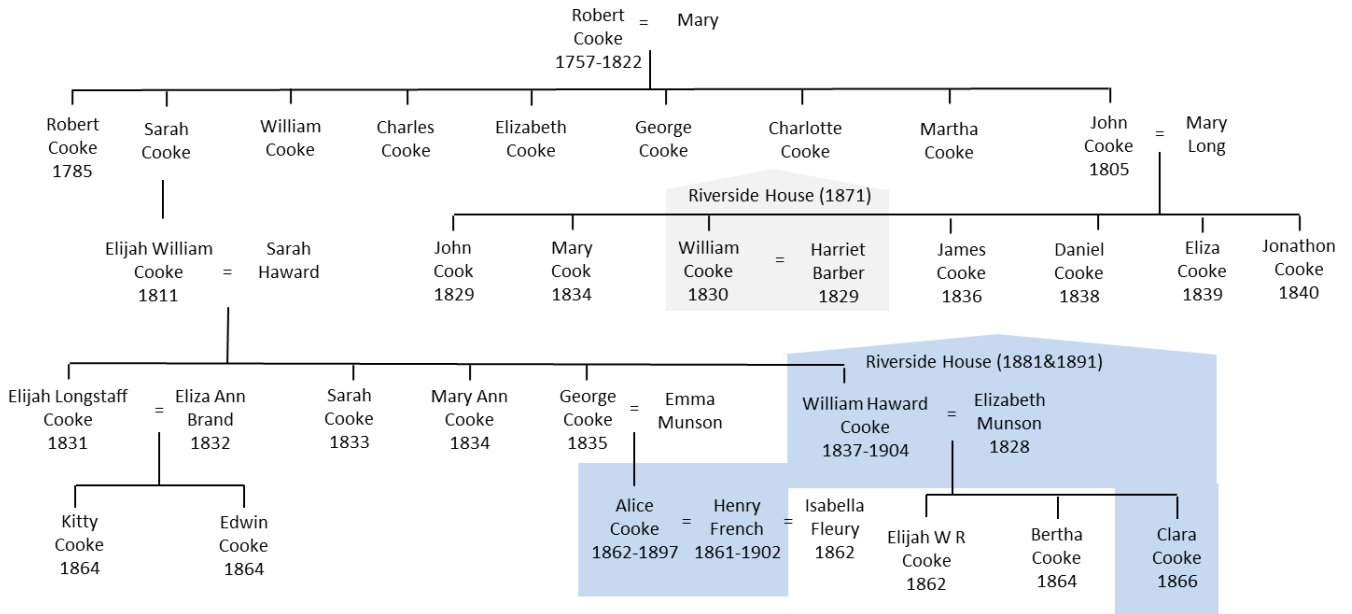 Robert
Cooke
1757-1822
=
Mary
Robert
Cooke
1785
Sarah
Cooke
William
Cooke
Charles
Cooke
Elizabeth
Cooke
George
Cooke
Charlotte
Cooke
Martha
Cooke
John
Cooke
1805
=
Mary
Long
Riverside House (1871)
Elijah William
Cooke
1811
=
Sarah
Haward
John
Cook
1829
Mary
Cook
1834
William
Cooke
1830
=
Harriet
Barber
1829
James
Cooke
1836
Daniel
Cooke
1838
Eliza
Cooke
1839
Jonathon
Cooke
1840
Riverside House (1881&1891)
Elijah Longstaff
Cooke
1831
=
Eliza Ann
Brand
1832
Sarah
Cooke
1833
Mary Ann
Cooke
1834
George
Cooke
1835
=
Emma
Munson
William Haward
Cooke
1837-1904
=
Elizabeth
Munson
1828
Kitty
Cooke
1864
Edwin
Cooke
1864
Alice
Cooke
1862-1897
=
Henry
French
1861-1902
=
Isabella
Fleury
1862
Elijah W R
Cooke
1862
Bertha
Cooke
1864
Clara
Cooke
1866